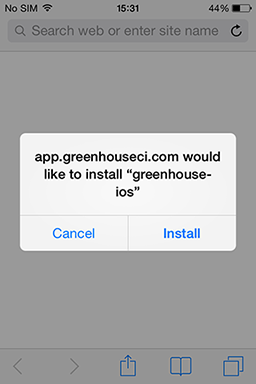 No SIM 15:31 44%
Search web or enter site name
app.greenhouseci.com would
like to install “greenhouse-
ios”
Cancel Install